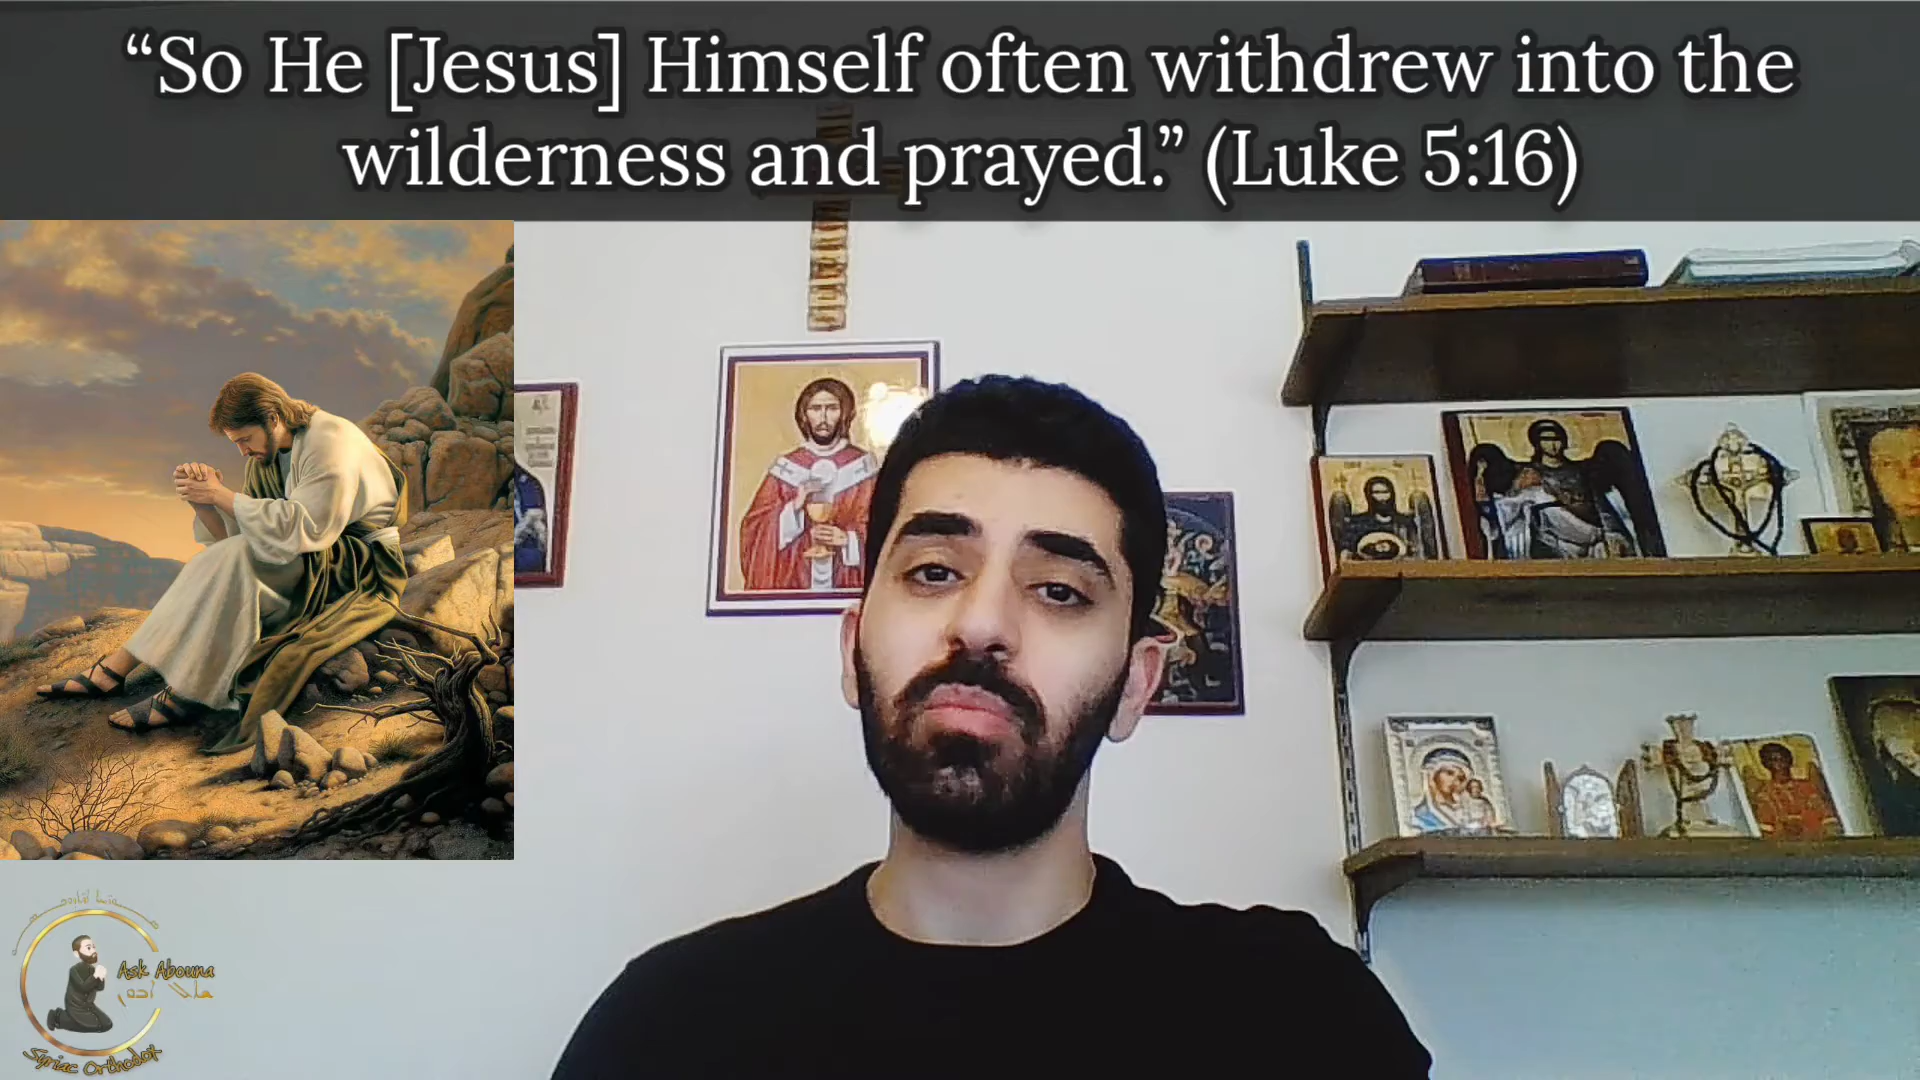 “So He [Jesus] Himself often withdrew into the
wilderness and prayed.” (Luke 5:16)
Ask Abouna
Syriac Orthodox